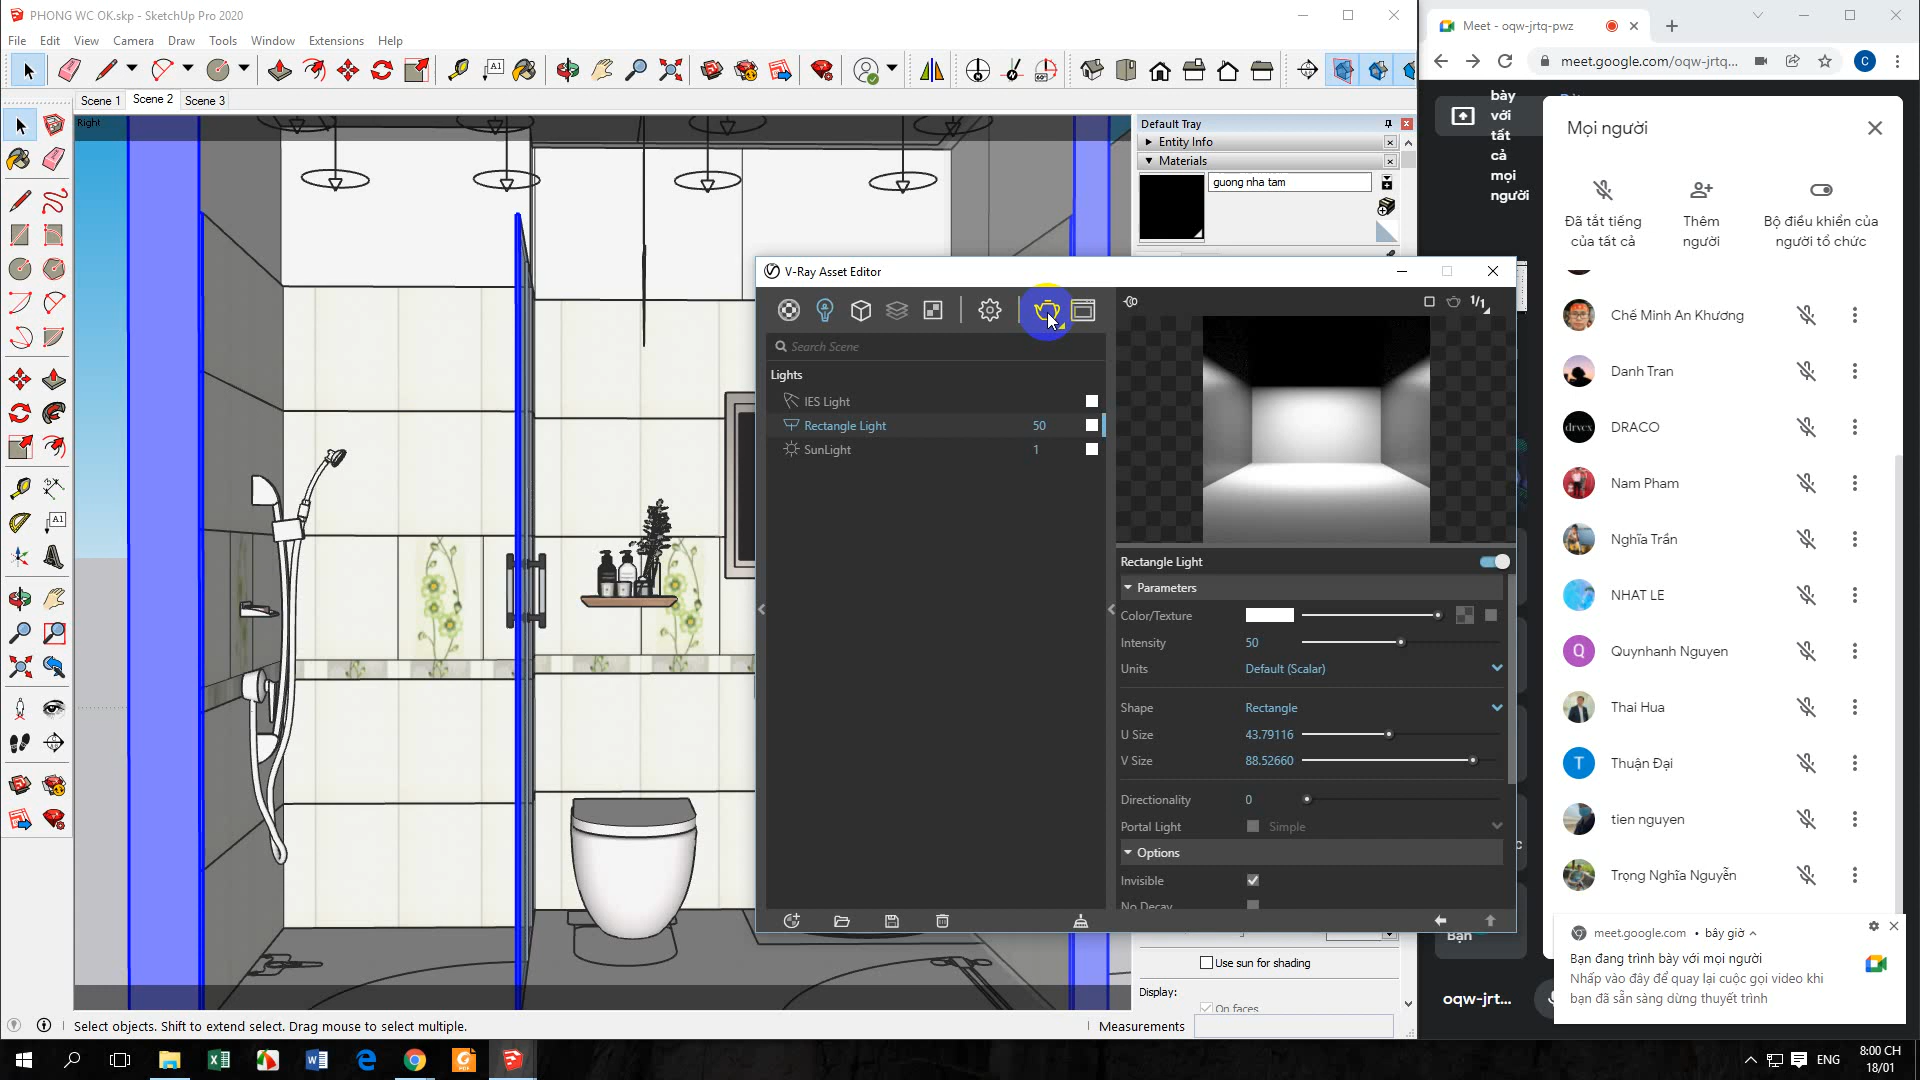 PHONG WC OK.skp - SketchUp Pro 2020
File Edit View Camera Draw Tools Window Extensions Help
Scene 1 Scene 2 Scene 3
Right
Default Tray
Entity Info
Materials
guong nha tam
V-Ray Asset Editor
Search Scene
Lights
IES Light
Rectangle Light 50
SunLight 1
1/1
Rectangle Light
Parameters
Color/Texture
Intensity 50
Units Default (Scalar)
Shape Rectangle
U Size 43.79116
V Size 88.52660
Directionality 0
Portal Light Simple
Options
Invisible
No Decay
Use sun for shading
Display:
On faces
Select objects. Shift to extend select. Drag mouse to select multiple.
Measurements
Meet - oqw-jrtq-pwz
meet.google.com/oqw-jrtq...
C
bày
với
tất
cả
mọi
người
Mọi người
Đã tắt tiếng
của tất cả
Thêm
người
Bộ điều khiển của
người tổ chức
Chế Minh An Khương
Danh Tran
DRACO
Nam Pham
Nghĩa Trần
NHAT LE
Q Quynhanh Nguyen
Thai Hua
T Thuận Đại
tien nguyen
Trọng Nghĩa Nguyễn
Bạn
oqw-jrt...
meet.google.com • bây giờ
Bạn đang trình bày với mọi người
Nhấp vào đây để quay lại cuộc gọi video khi
bạn đã sẵn sàng dừng thuyết trình
ENG
8:00 CH
18/01